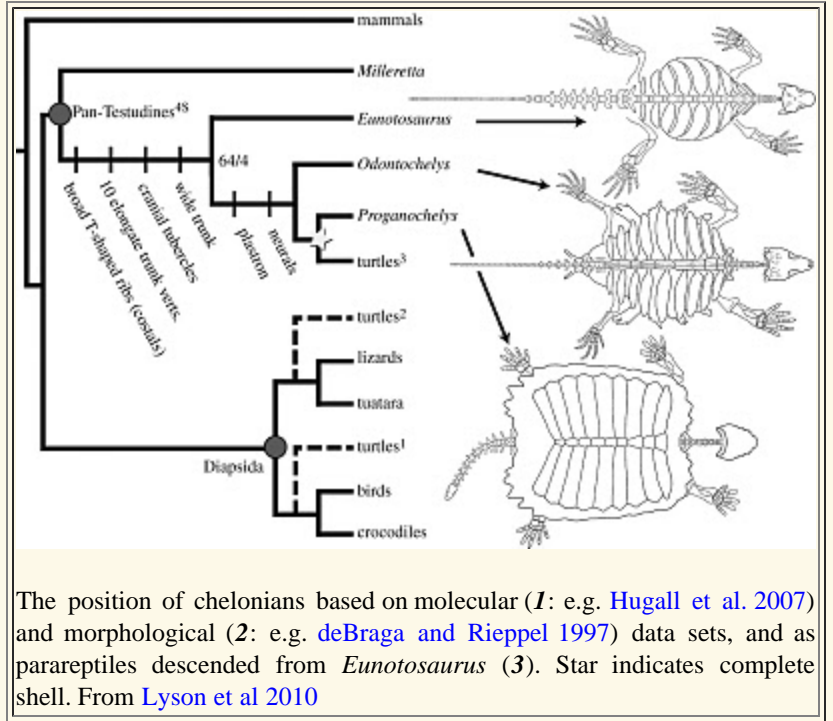 mammals
Milleretta
Pan-Testudines48
Eunotosaurus
64/4
Odontochelys
Proganochelys
turtles3
broad T-shaped ribs (costals)
10 elongate trunk verts.
cranial tubercles
wide trunk
plastron
neurals
turtles2
lizards
tuatara
turtles1
Diapsida
birds
crocodiles
The position of chelonians based on molecular (1: e.g. Hugall et al. 2007)
and morphological (2: e.g. deBraga and Rieppel 1997) data sets, and as
parareptiles descended from Eunotosaurus (3). Star indicates complete
shell. From Lyson et al 2010